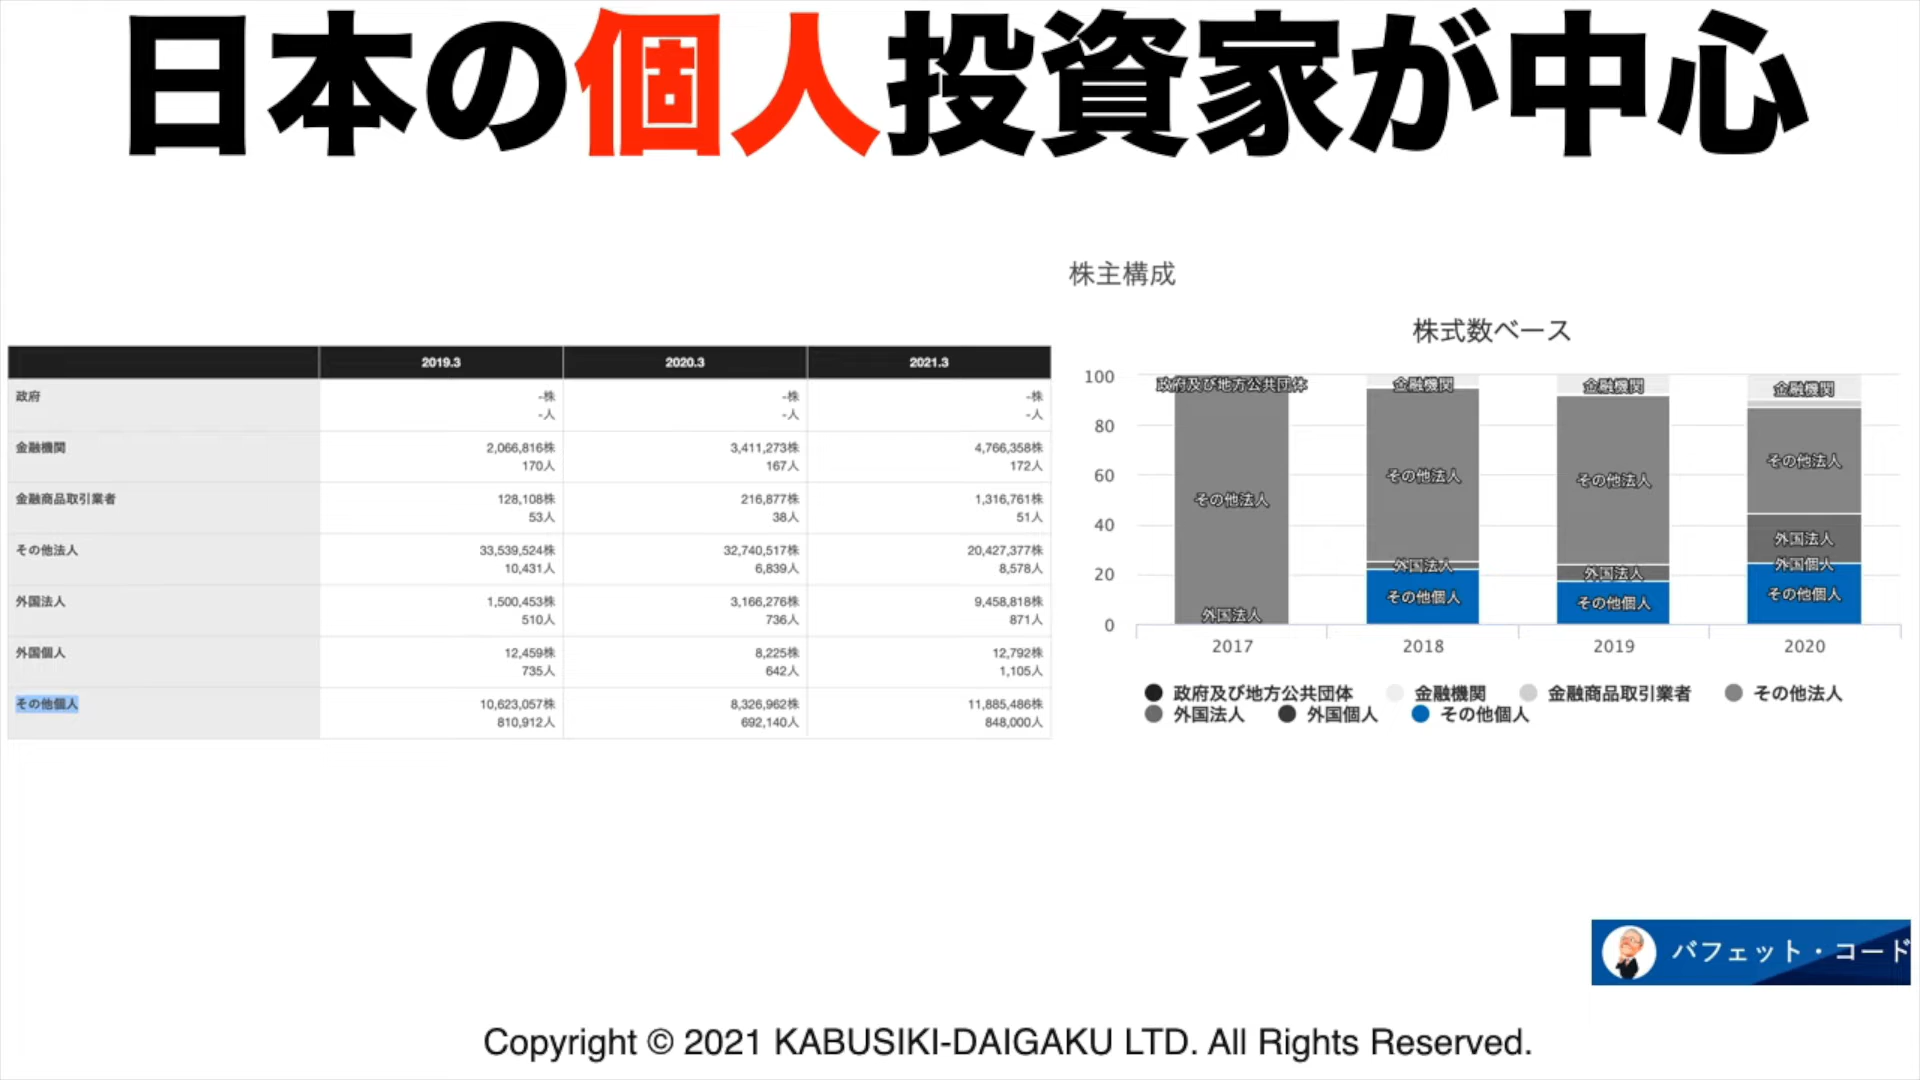 日本の個人投資家が中心
株主構成
株式数ベース
2019.3 2020.3 2021.3
政府 -株 -株 -株
-人 -人 -人
金融機関 2,066,816株 3,411,273株 4,766,358株
170人 167人 172人
金融商品取引業者 128,108株 216,877株 1,316,761株
53人 38人 51人
その他法人 33,539,524株 32,740,517株 20,427,377株
10,431人 6,839人 8,578人
外国法人 1,500,453株 3,166,276株 9,458,818株
510人 736人 871人
外国個人 12,459株 8,225株 12,792株
735人 642人 1,105人
その他個人 10,623,057株 8,326,962株 11,885,486株
810,912人 692,140人 848,000人
100
80
60
40
20
0
政府及び地方公共団体 金融機関 金融機関 金融機関
その他法人 その他法人 その他法人 その他法人
外国法人 外国法人 外国法人 外国法人
外国個人
その他個人 その他個人 その他個人
2017 2018 2019 2020
政府及び地方公共団体 金融機関 金融商品取引業者 その他法人
外国法人 外国個人 その他個人
バフェット・コード
Copyright © 2021 KABUSIKI-DAIGAKU LTD. All Rights Reserved.